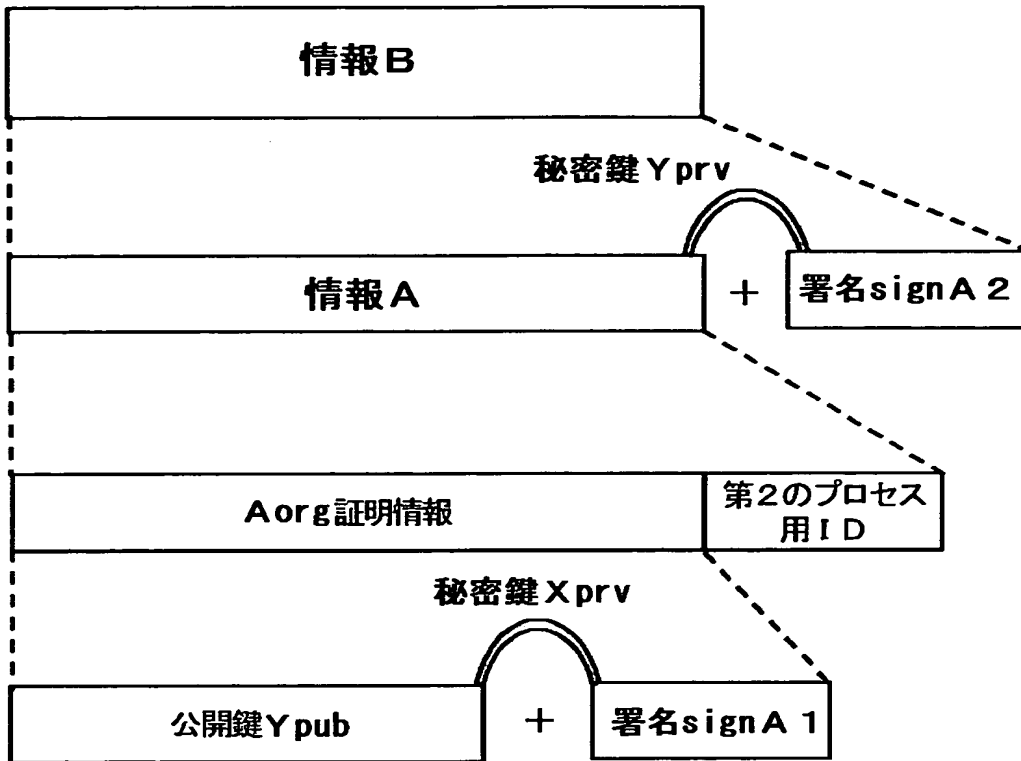 情報B
秘密鍵Yprv
情報A
+
署名signA2
Aorg証明情報
第2のプロセス
用ID
秘密鍵Xprv
公開鍵Ypub
+
署名signA1